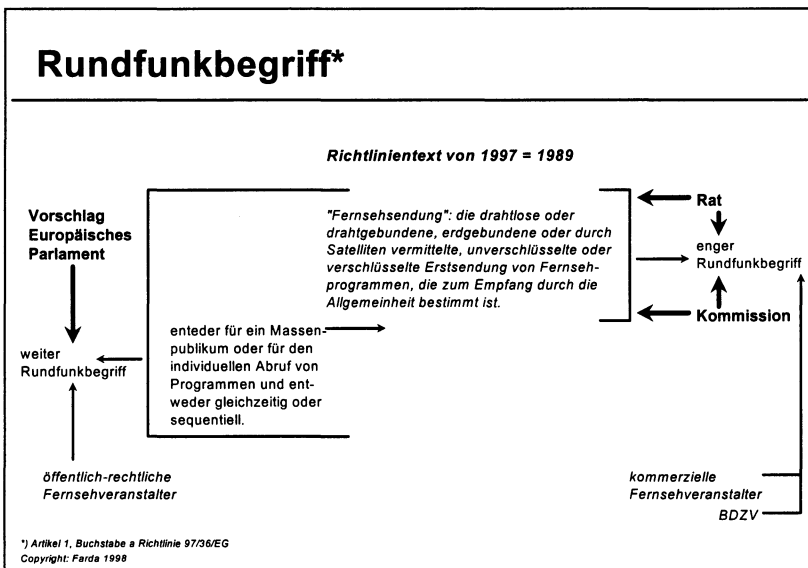 Rundfunkbegriff*
Richtlinientext von 1997 = 1989
Vorschlag
Europäisches
Parlament
"Fernsehsendung": die drahtlose oder
drahtgebundene, erdgebundene oder durch
Satelliten vermittelte, unverschlüsselte oder
verschlüsselte Erstsendung von Fernseh-
programmen, die zum Empfang durch die
Allgemeinheit bestimmt ist.
Rat
enger
Rundfunkbegriff
Kommission
weiter
Rundfunkbegriff
enteder für ein Massen-
publikum oder für den
individuellen Abruf von
Programmen und ent-
weder gleichzeitig oder
sequentiell.
öffentlich-rechtliche
Fernsehveranstalter
kommerzielle
Fernsehveranstalter
BDZV
*) Artikel 1, Buchstabe a Richtlinie 97/36/EG
Copyright: Farda 1998